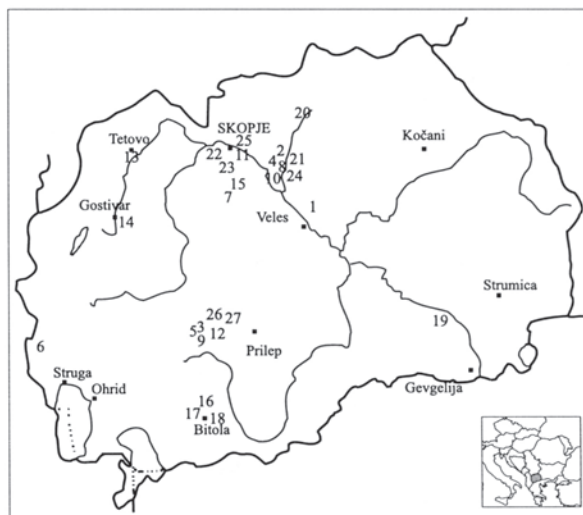 20
SKOPJE
25
Tetovo
13
22
11
2
Kočani
4
21
23
8
10
24
15
7
Gostivar
14
1
Veles
Strumica
26
27
19
3
5
12
9
Prilep
6
Struga
Gevgelija
Ohrid
16
17
18
Bitola